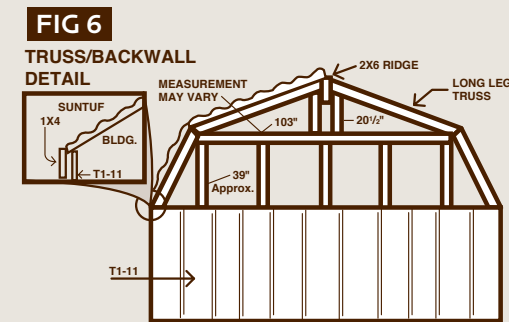 FIG 6
TRUSS/BACKWALL
DETAIL
SUNTUF
1X4
BLDG.
T1-11
MEASUREMENT
MAY VARY
2X6 RIDGE
LONG LEG
TRUSS
103"
20½"
39"
Approx.
T1-11